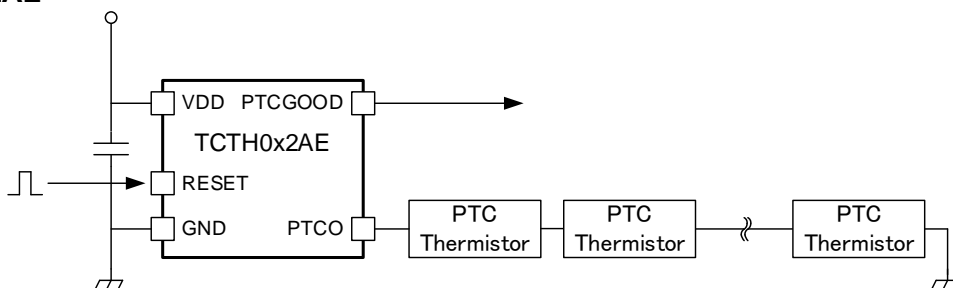 VDD PTCGOOD
TCTH0x2AE
RESET
GND PTCO
PTC Thermistor
PTC Thermistor
PTC Thermistor